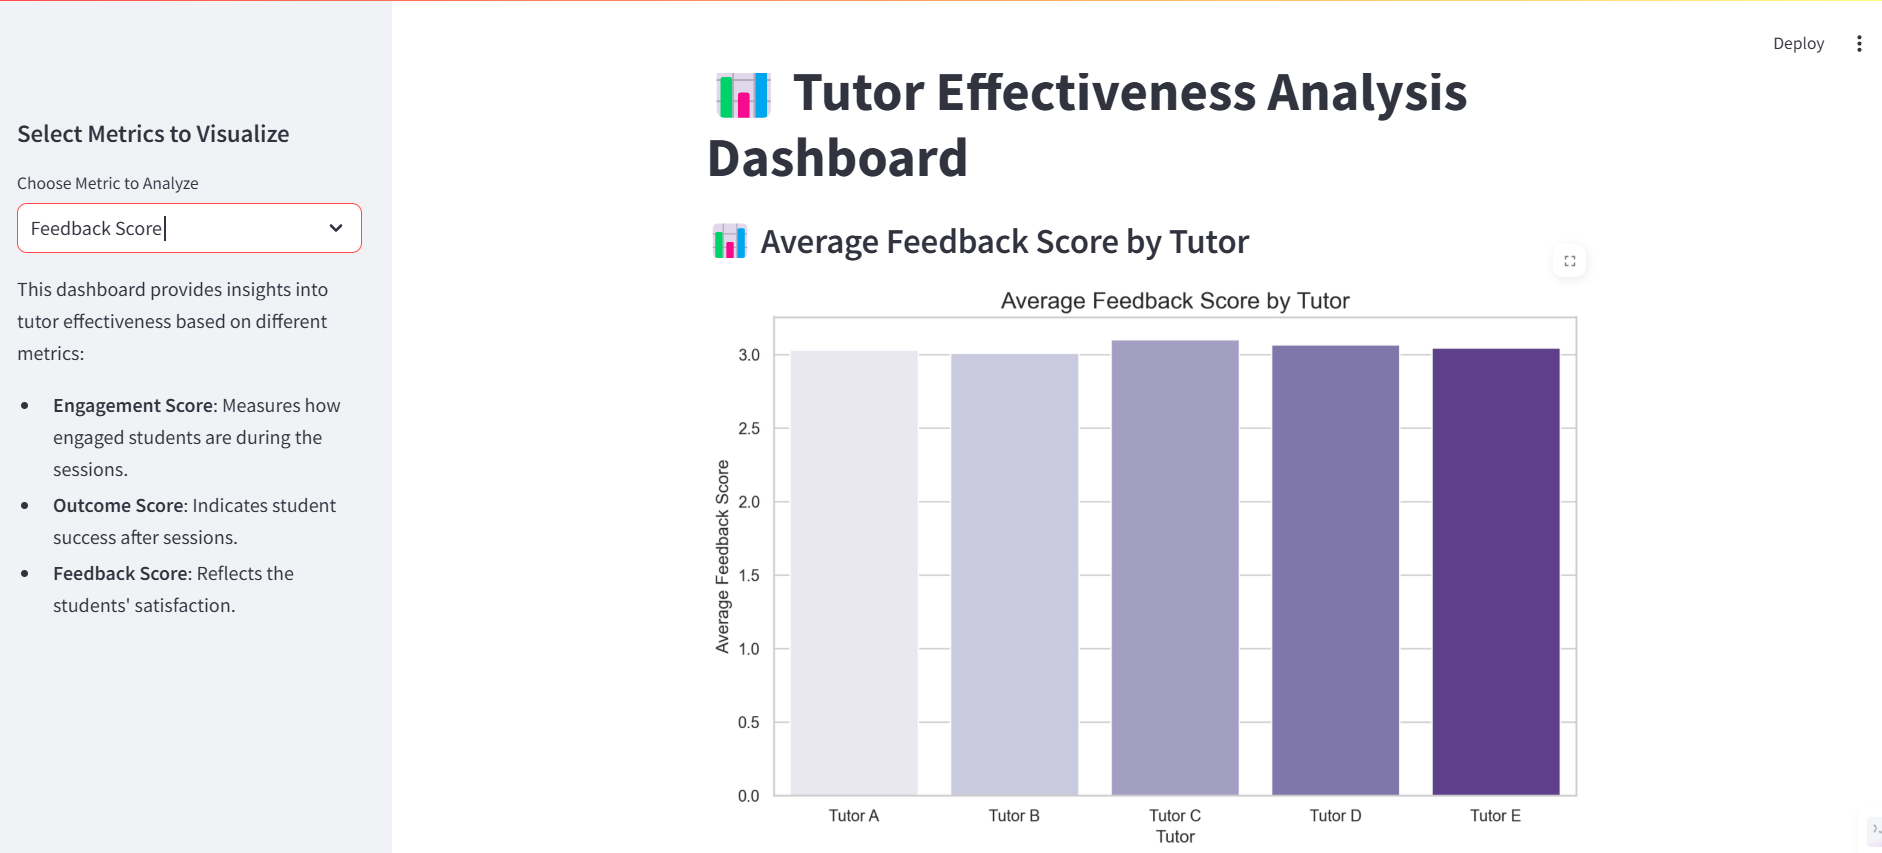 Deploy
Select Metrics to Visualize
Choose Metric to Analyze
Feedback Score
This dashboard provides insights into
tutor effectiveness based on different
metrics:
Engagement Score: Measures how
engaged students are during the
sessions.
Outcome Score: Indicates student
success after sessions.
Feedback Score: Reflects the
students' satisfaction.
Tutor Effectiveness Analysis
Dashboard
Average Feedback Score by Tutor
Average Feedback Score by Tutor
Average Feedback Score
3.0
2.5
2.0
1.5
1.0
0.5
0.0
Tutor A Tutor B Tutor C Tutor D Tutor E
Tutor